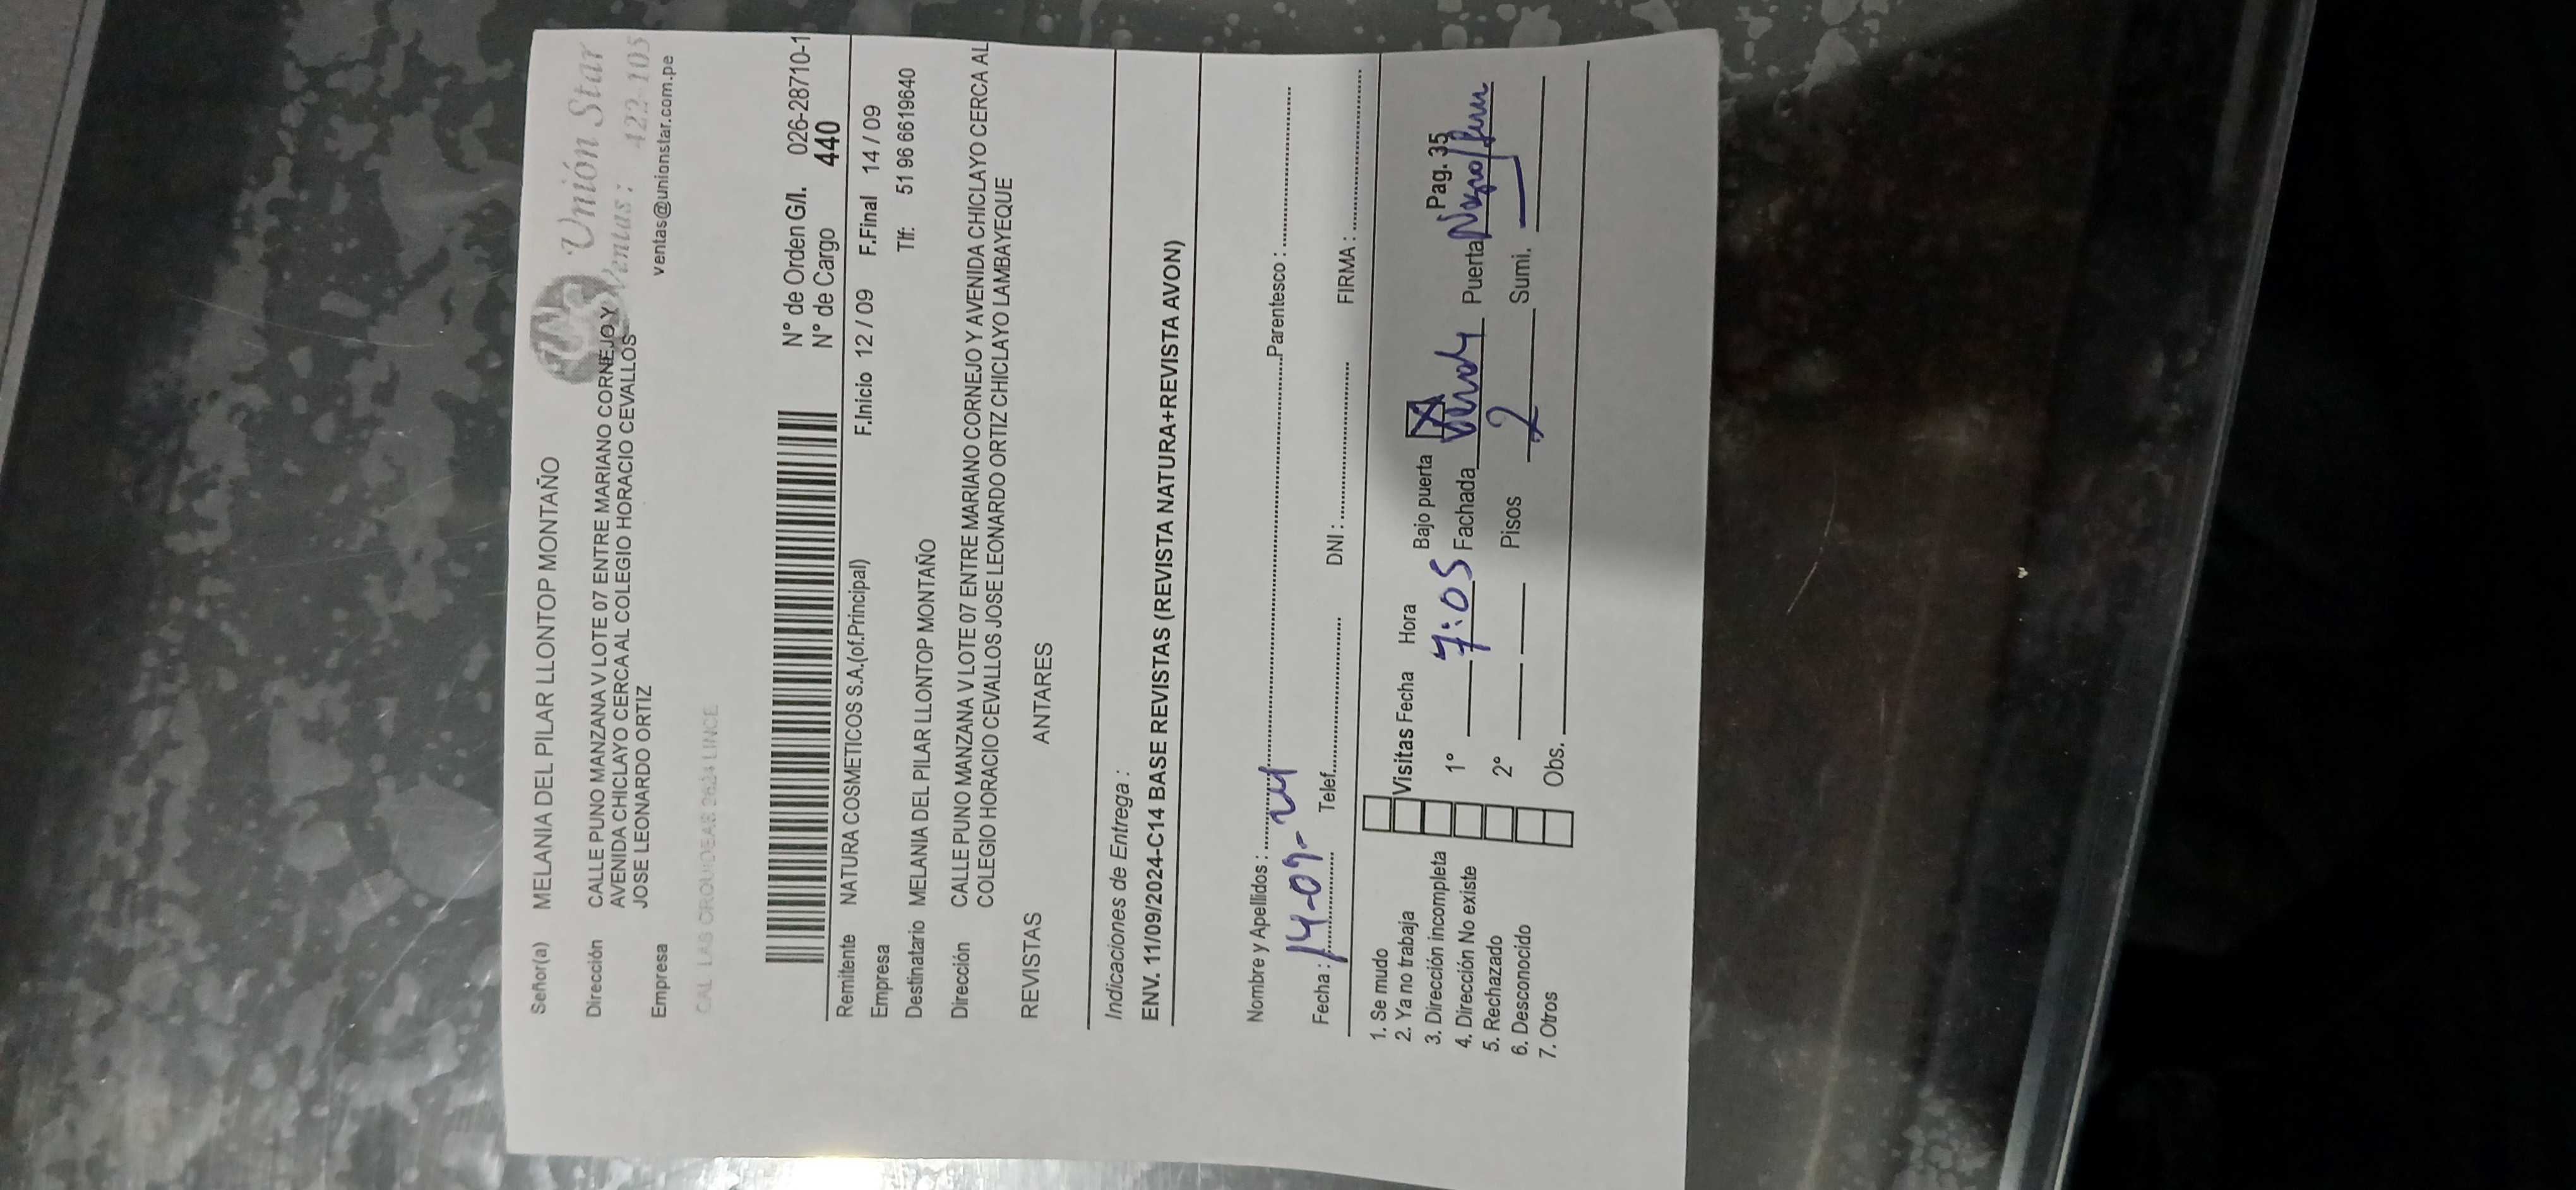 Señor(a) MELANIA DEL PILAR LLONTOP MONTAÑO
Unión Star
Dirección CALLE PUNO MANZANA V LOTE 07 ENTRE MARIANO CORNEJO Y
Ventas: 422-105
AVENIDA CHICLAYO CERCA AL COLEGIO HORACIO CEVALLOS
JOSE LEONARDO ORTIZ
ventas@unionstar.com.pe
Empresa
CAL LAS ORQUIDEAS 2624 LINCE
N° de Orden G/I. 026-28710-1
N° de Cargo 440
Remitente NATURA COSMETICOS S.A.(of.Principal) F.Inicio 12 / 09 F.Final 14 / 09
Empresa Tlf: 51 96 6619640
Destinatario MELANIA DEL PILAR LLONTOP MONTAÑO
Dirección CALLE PUNO MANZANA V LOTE 07 ENTRE MARIANO CORNEJO Y AVENIDA CHICLAYO CERCA AL
COLEGIO HORACIO CEVALLOS JOSE LEONARDO ORTIZ CHICLAYO LAMBAYEQUE
REVISTAS ANTARES
Indicaciones de Entrega :
ENV. 11/09/2024-C14 BASE REVISTAS (REVISTA NATURA+REVISTA AVON)
Nombre y Apellidos : Parentesco :
Fecha : 14-09-24 Telef. DNI : FIRMA :
1. Se mudo
2. Ya no trabaja Visitas Fecha Hora Bajo puerta X Pag. 35
3. Dirección incompleta 1° 7:05 Fachada Puerta Negro/
4. Dirección No existe
5. Rechazado 2° Pisos 2 Sumi.
6. Desconocido
7. Otros Obs.